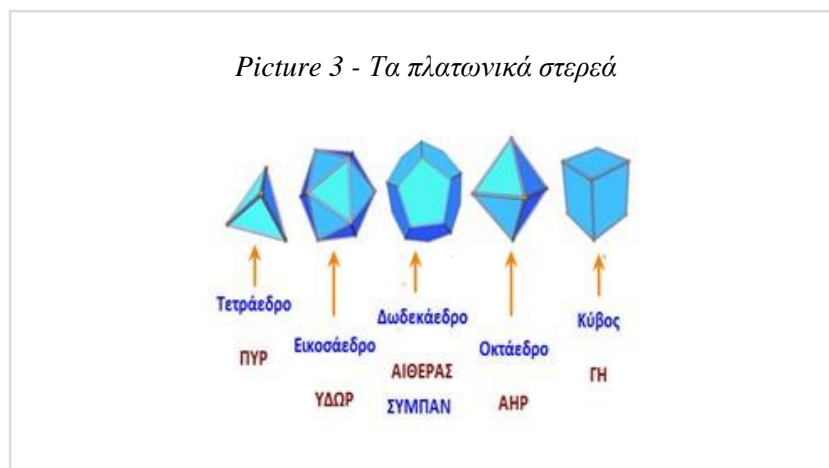 Picture 3 - Τα πλατωνικά στερεά
Τετράεδρο
ΠΥΡ
Εικοσάεδρο
ΥΔΩΡ
Δωδεκάεδρο
ΑΙΘΕΡΑΣ
ΣΥΜΠΑΝ
Οκτάεδρο
ΑΗΡ
Κύβος
ΓΗ